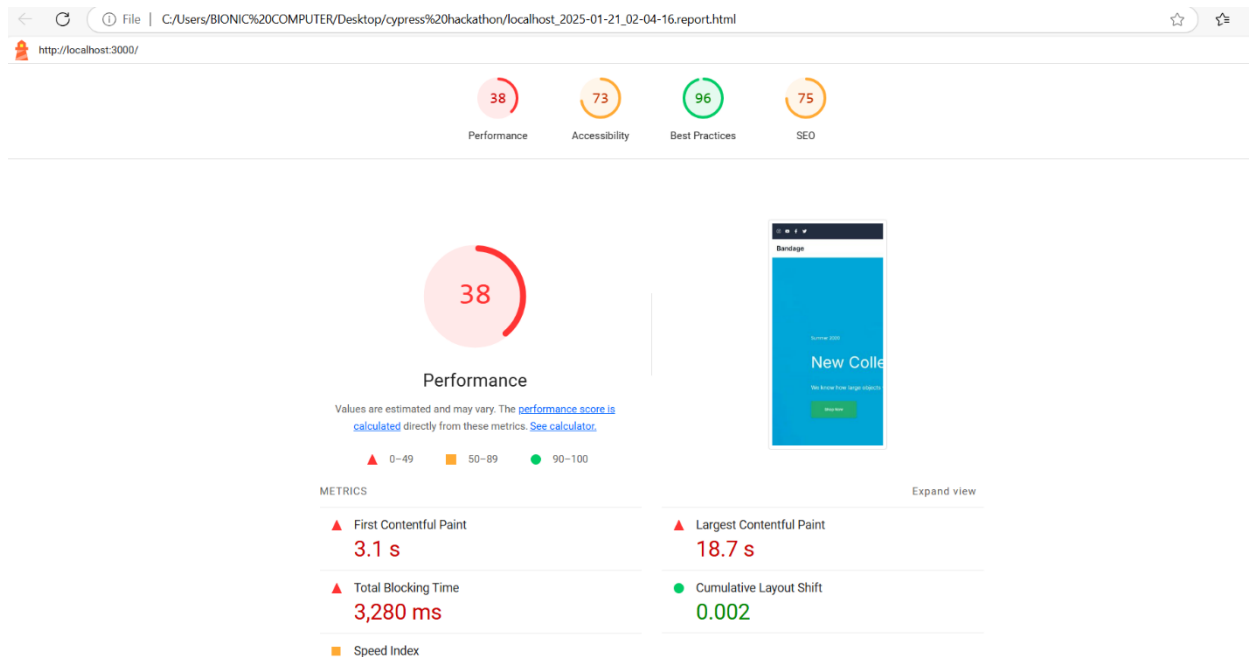 File
C:/Users/BIONIC%20COMPUTER/Desktop/cypress%20hackathon/localhost_2025-01-21_02-04-16.report.html
http://localhost:3000/
38
73
96
75
Performance
Accessibility
Best Practices
SEO
38
Performance
Values are estimated and may vary. The performance score is
calculated directly from these metrics. See calculator.
0–49
50–89
90–100
Bandage
Summer 2020
New Colle
We know how large objects
METRICS
Expand view
First Contentful Paint
3.1 s
Largest Contentful Paint
18.7 s
Total Blocking Time
3,280 ms
Cumulative Layout Shift
0.002
Speed Index